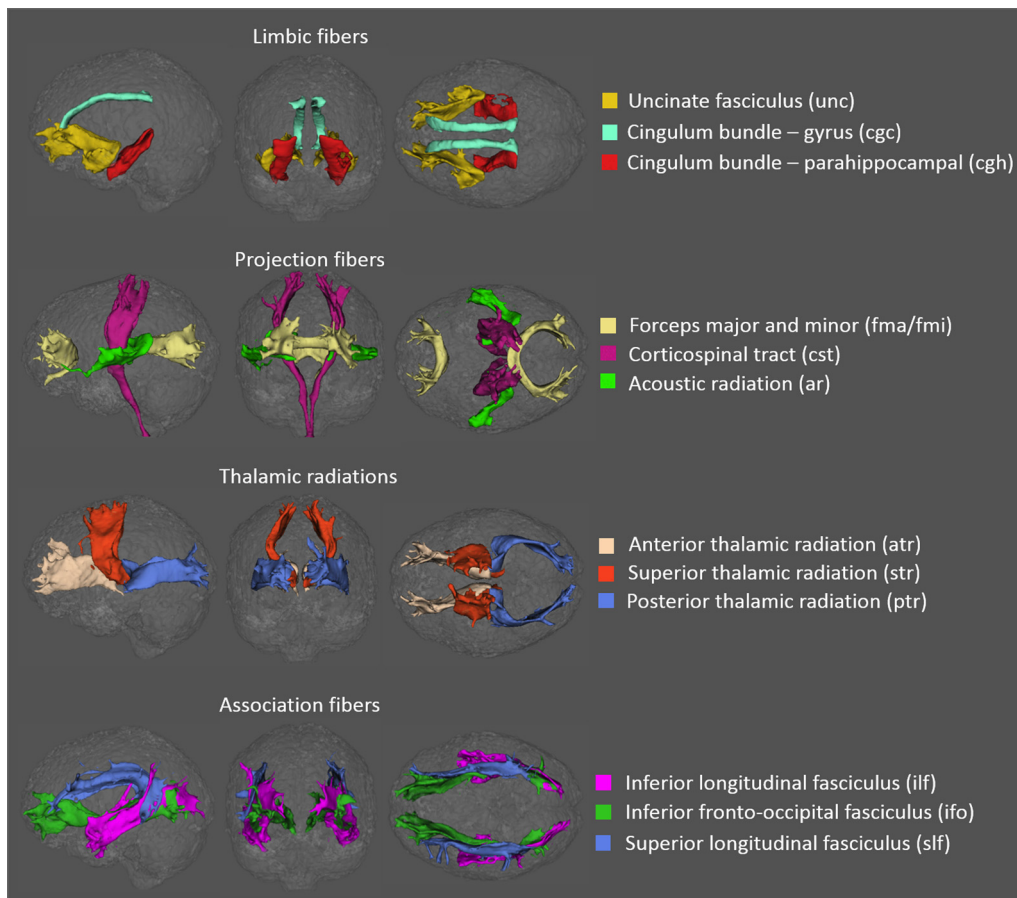 Limbic fibers
Uncinate fasciculus (unc)
Cingulum bundle – gyrus (cgc)
Cingulum bundle – parahippocampal (cgh)
Projection fibers
Forceps major and minor (fma/fmi)
Corticospinal tract (cst)
Acoustic radiation (ar)
Thalamic radiations
Anterior thalamic radiation (atr)
Superior thalamic radiation (str)
Posterior thalamic radiation (ptr)
Association fibers
Inferior longitudinal fasciculus (ilf)
Inferior fronto-occipital fasciculus (ifo)
Superior longitudinal fasciculus (slf)